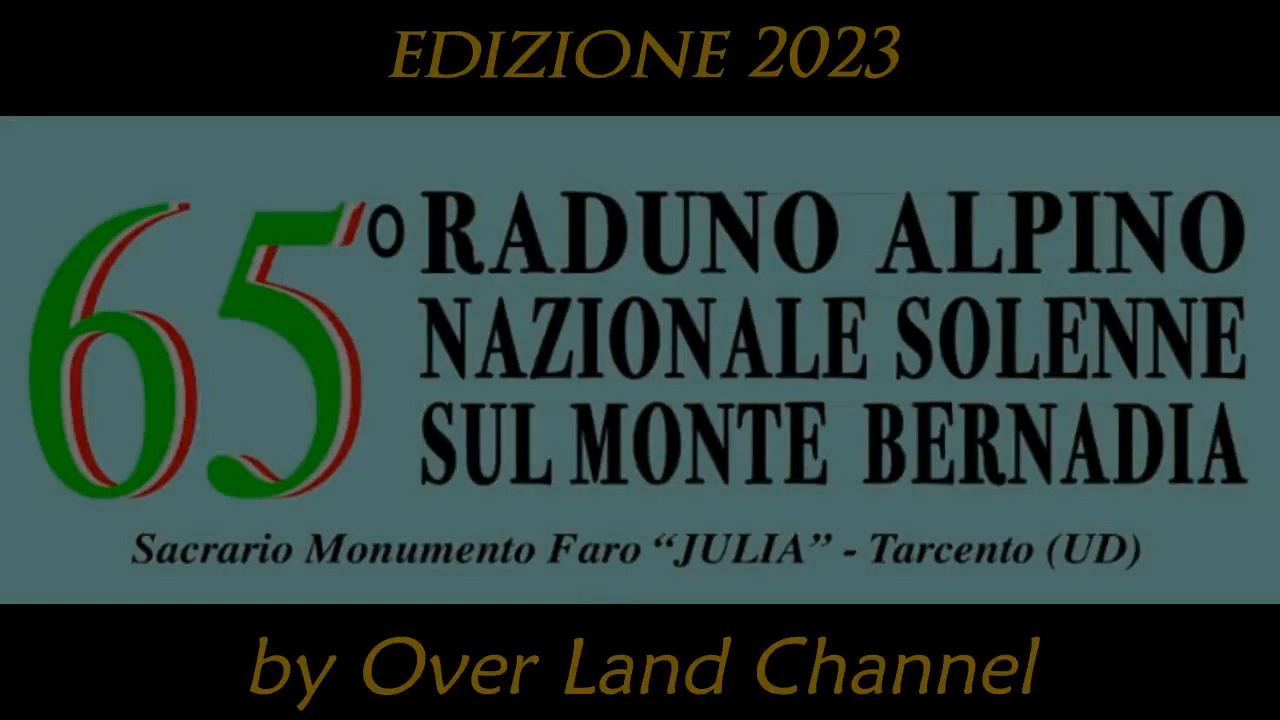 EDIZIONE 2023
65° RADUNO ALPINO
NAZIONALE SOLENNE
SUL MONTE BERNADIA
Sacrario Monumento Faro “JULIA” - Tarcento (UD)
by Over Land Channel